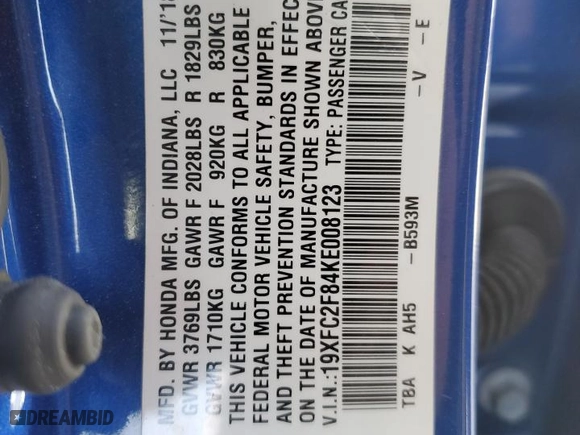 MFD. BY HONDA MFG. OF INDIANA, LLC 11/'1
GVWR 3769LBS GAWR F 2028LBS R 1829LBS
GVWR 1710KG GAWR F 920KG R 830KG
THIS VEHICLE CONFORMS TO ALL APPLICABLE
FEDERAL MOTOR VEHICLE SAFETY, BUMPER,
AND THEFT PREVENTION STANDARDS IN EFFEC
ON THE DATE OF MANUFACTURE SHOWN ABOVE
V.I.N.:19XFC2F84KE008123 TYPE: PASSENGER CA
TBA K AH5 -B593M -V -E
DREAMBID